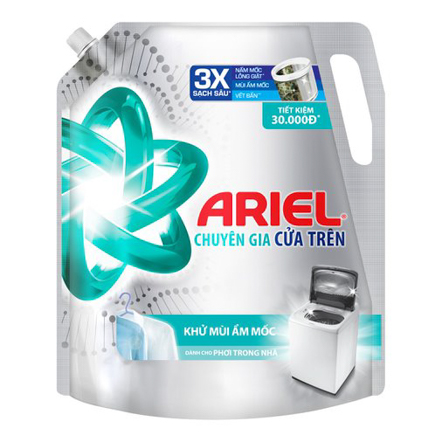 3X
SẠCH SÂU*
NẤM MỐC
LỒNG GIẶT*
MÙI ẨM MỐC
VẾT BẨN*
TIẾT KIỆM
30.000Đ*
ARIEL
CHUYÊN GIA CỬA TRÊN
KHỬ MÙI ẨM MỐC
DÀNH CHO PHƠI TRONG NHÀ